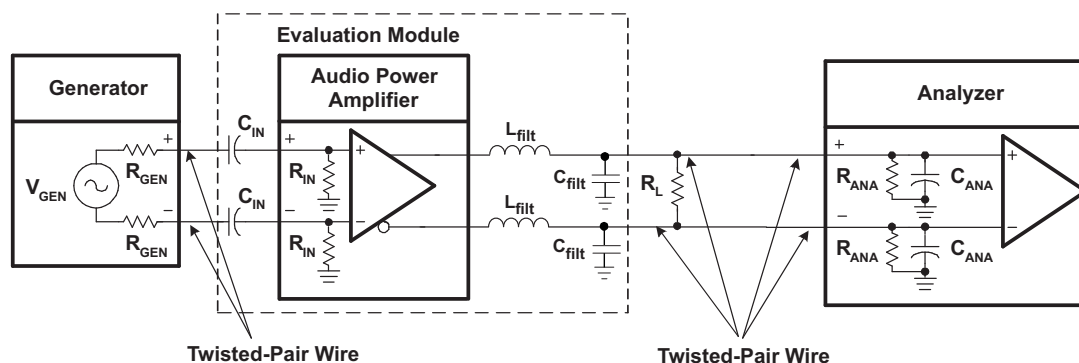 Evaluation Module
Generator
Audio Power
Amplifier
Analyzer
C_IN
L_filt
+
+
+
+
+
R_GEN
R_IN
C_filt
R_L
R_ANA
C_ANA
V_GEN
C_IN
L_filt
−
−
−
−
−
R_GEN
R_IN
C_filt
R_ANA
C_ANA
Twisted-Pair Wire
Twisted-Pair Wire